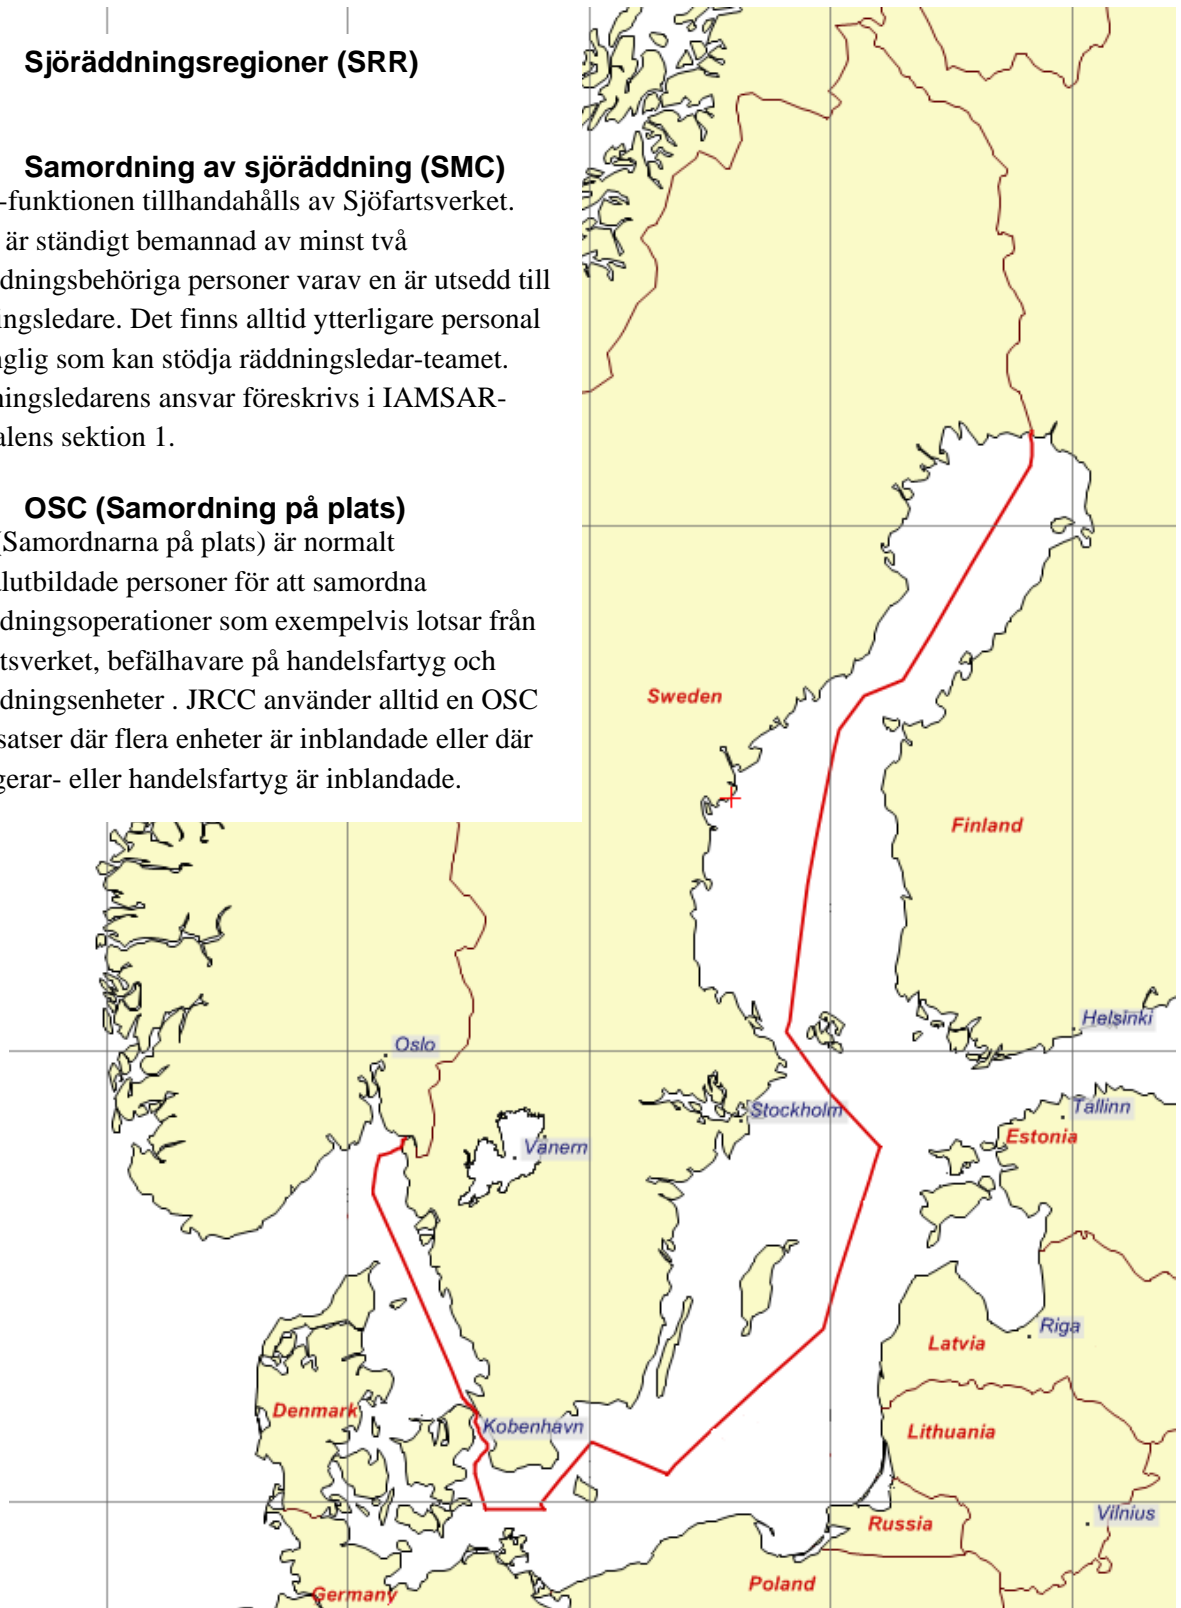 Sjöräddningsregioner (SRR)
Samordning av sjöräddning (SMC)
-funktionen tillhandahålls av Sjöfartsverket.
är ständigt bemannad av minst två
dningsbehöriga personer varav en är utsedd till
ingsledare. Det finns alltid ytterligare personal
nglig som kan stödja räddningsledar-teamet.
ningsledarens ansvar föreskrivs i IAMSAR-
alens sektion 1.
OSC (Samordning på plats)
(Samordnarna på plats) är normalt
lutbildade personer för att samordna
dningsoperationer som exempelvis lotsar från
tsverket, befälhavare på handelsfartyg och
dningsenheter . JRCC använder alltid en OSC
satser där flera enheter är inblandade eller där
gerar- eller handelsfartyg är inblandade.
Sweden
Finland
Helsinki
Oslo
Stockholm
Tallinn
Estonia
Vänern
Riga
Latvia
Denmark
Kobenhavn
Lithuania
Vilnius
Russia
Poland
Germany